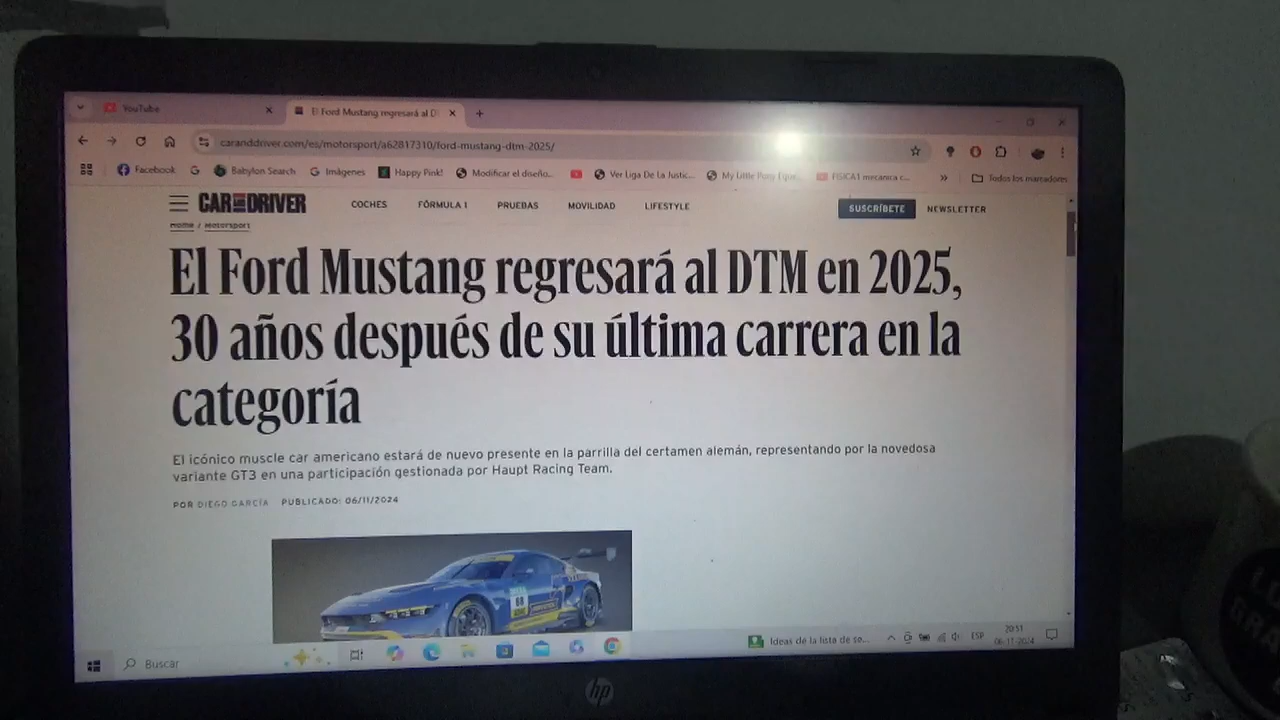 YouTube
El Ford Mustang regresará al D
caranddriver.com/es/motorsport/a62817310/ford-mustang-dtm-2025/
Facebook
Babylon Search
Imágenes
Happy Pink!
Modificar el diseño...
Ver Liga De La Justic...
My Little Pony Eque...
FISICA1 mecanica c...
»
Todos los marcadores
CAR AND DRIVER
COCHES
FÓRMULA 1
PRUEBAS
MOVILIDAD
LIFESTYLE
SUSCRÍBETE
NEWSLETTER
Home / Motorsport
El Ford Mustang regresará al DTM en 2025,
30 años después de su última carrera en la
categoría
El icónico muscle car americano estará de nuevo presente en la parrilla del certamen alemán, representando por la novedosa
variante GT3 en una participación gestionada por Haupt Racing Team.
POR DIEGO GARCÍA PUBLICADO: 06/11/2024
Buscar
Ideas de la lista de so...
ESP
20:51
06-11-2024
hp